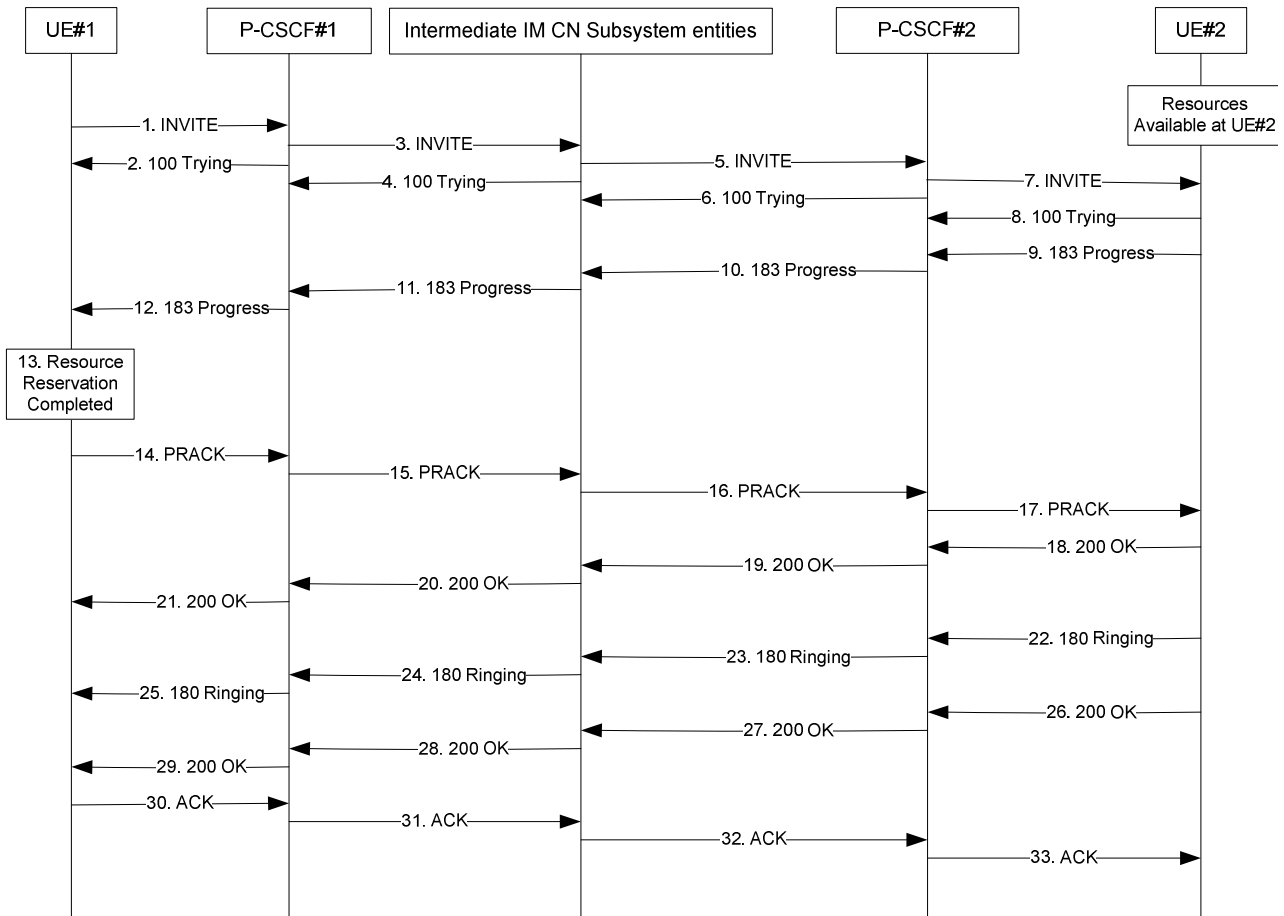 UE#1
P-CSCF#1
Intermediate IM CN Subsystem entities
P-CSCF#2
UE#2
Resources
Available at UE#2
1. INVITE
2. 100 Trying
3. INVITE
4. 100 Trying
5. INVITE
6. 100 Trying
7. INVITE
8. 100 Trying
9. 183 Progress
10. 183 Progress
11. 183 Progress
12. 183 Progress
13. Resource
Reservation
Completed
14. PRACK
15. PRACK
16. PRACK
17. PRACK
18. 200 OK
19. 200 OK
20. 200 OK
21. 200 OK
22. 180 Ringing
23. 180 Ringing
24. 180 Ringing
25. 180 Ringing
26. 200 OK
27. 200 OK
28. 200 OK
29. 200 OK
30. ACK
31. ACK
32. ACK
33. ACK